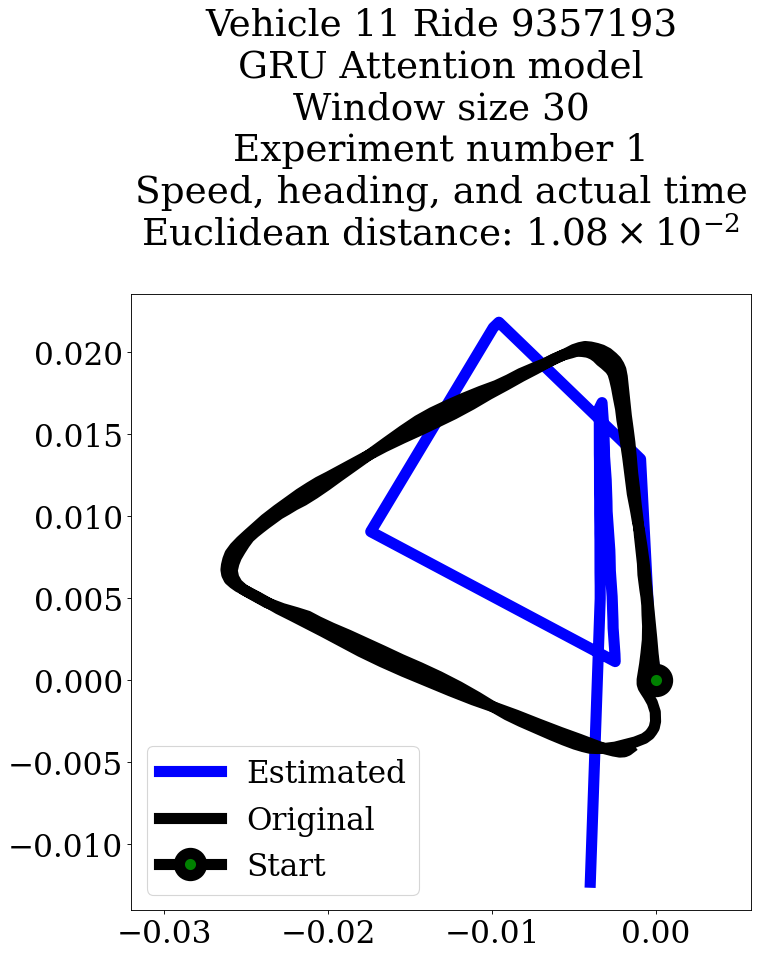 Vehicle 11 Ride 9357193
GRU Attention model
Window size 30
Experiment number 1
Speed, heading, and actual time
Euclidean distance: 1.08 × 10⁻²
0.020
0.015
0.010
0.005
0.000
−0.005
−0.010
Estimated
Original
Start
−0.03
−0.02
−0.01
0.00